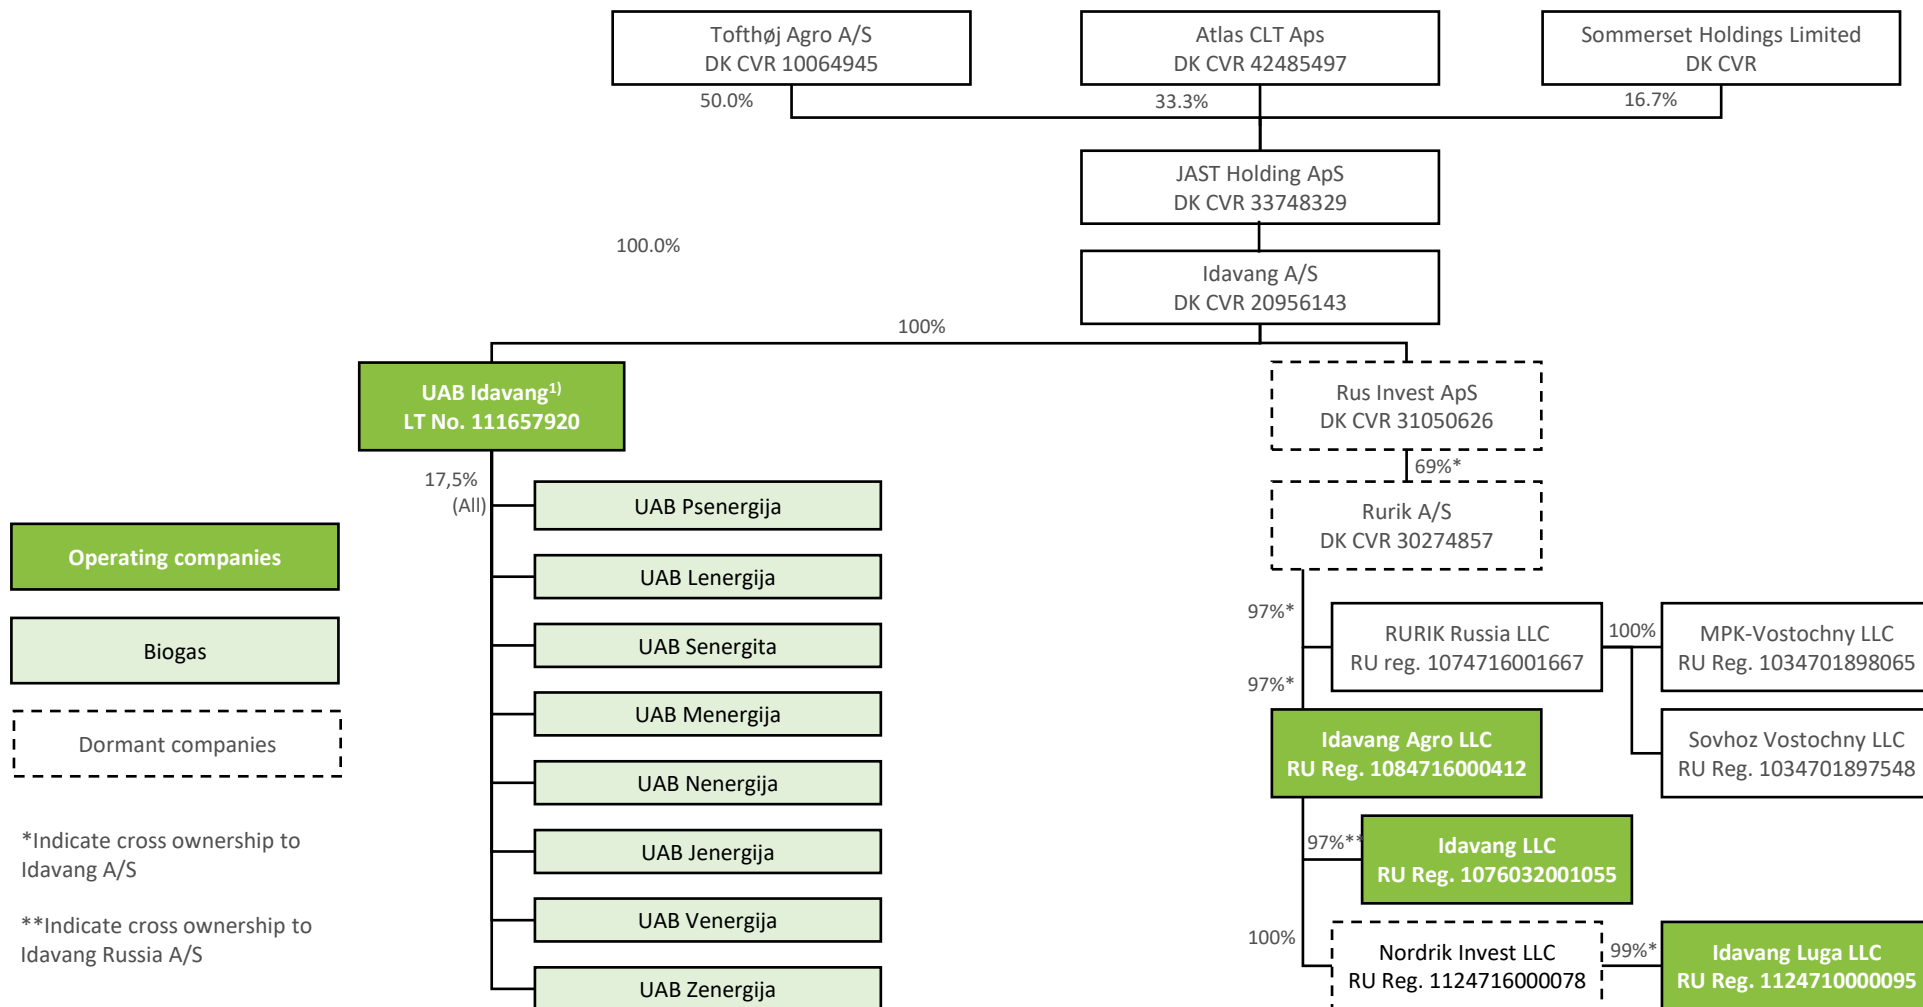 Tofthøj Agro A/S
DK CVR 10064945
Atlas CLT Aps
DK CVR 42485497
Sommerset Holdings Limited
DK CVR
50.0%
33.3%
16.7%
JAST Holding ApS
DK CVR 33748329
100.0%
Idavang A/S
DK CVR 20956143
100%
UAB Idavang1)
LT No. 111657920
Rus Invest ApS
DK CVR 31050626
69%*
17,5%
(All)
UAB Psenergija
UAB Lenergija
UAB Senergita
UAB Menergija
UAB Nenergija
UAB Jenergija
UAB Venergija
UAB Zenergija
Rurik A/S
DK CVR 30274857
97%*
RURIK Russia LLC
RU reg. 1074716001667
100%
MPK-Vostochny LLC
RU Reg. 1034701898065
97%*
Idavang Agro LLC
RU Reg. 1084716000412
Sovhoz Vostochny LLC
RU Reg. 1034701897548
97%**
Idavang LLC
RU Reg. 1076032001055
100%
Nordrik Invest LLC
RU Reg. 1124716000078
99%*
Idavang Luga LLC
RU Reg. 1124710000095
Operating companies
Biogas
Dormant companies
*Indicate cross ownership to
Idavang A/S
**Indicate cross ownership to
Idavang Russia A/S